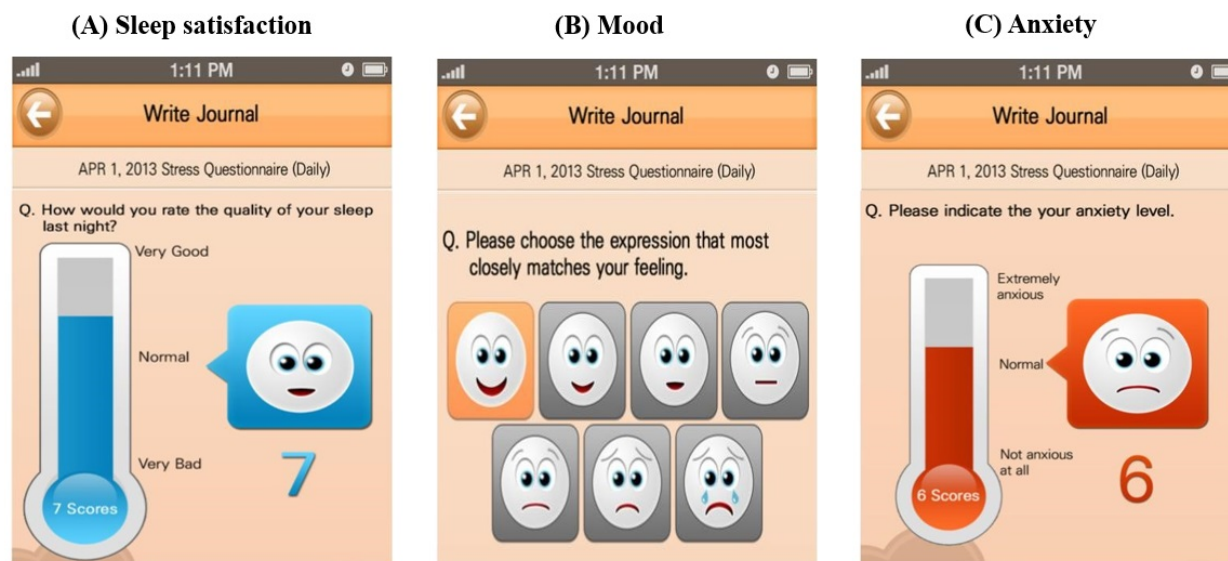 (A) Sleep satisfaction
1:11 PM
Write Journal
APR 1, 2013 Stress Questionnaire (Daily)
Q. How would you rate the quality of your sleep
last night?
Very Good
Normal
Very Bad
7
7 Scores
(B) Mood
1:11 PM
Write Journal
APR 1, 2013 Stress Questionnaire (Daily)
Q. Please choose the expression that most
closely matches your feeling.
(C) Anxiety
1:11 PM
Write Journal
APR 1, 2013 Stress Questionnaire (Daily)
Q. Please indicate the your anxiety level.
Extremely
anxious
Normal
Not anxious
at all
6
6 Scores